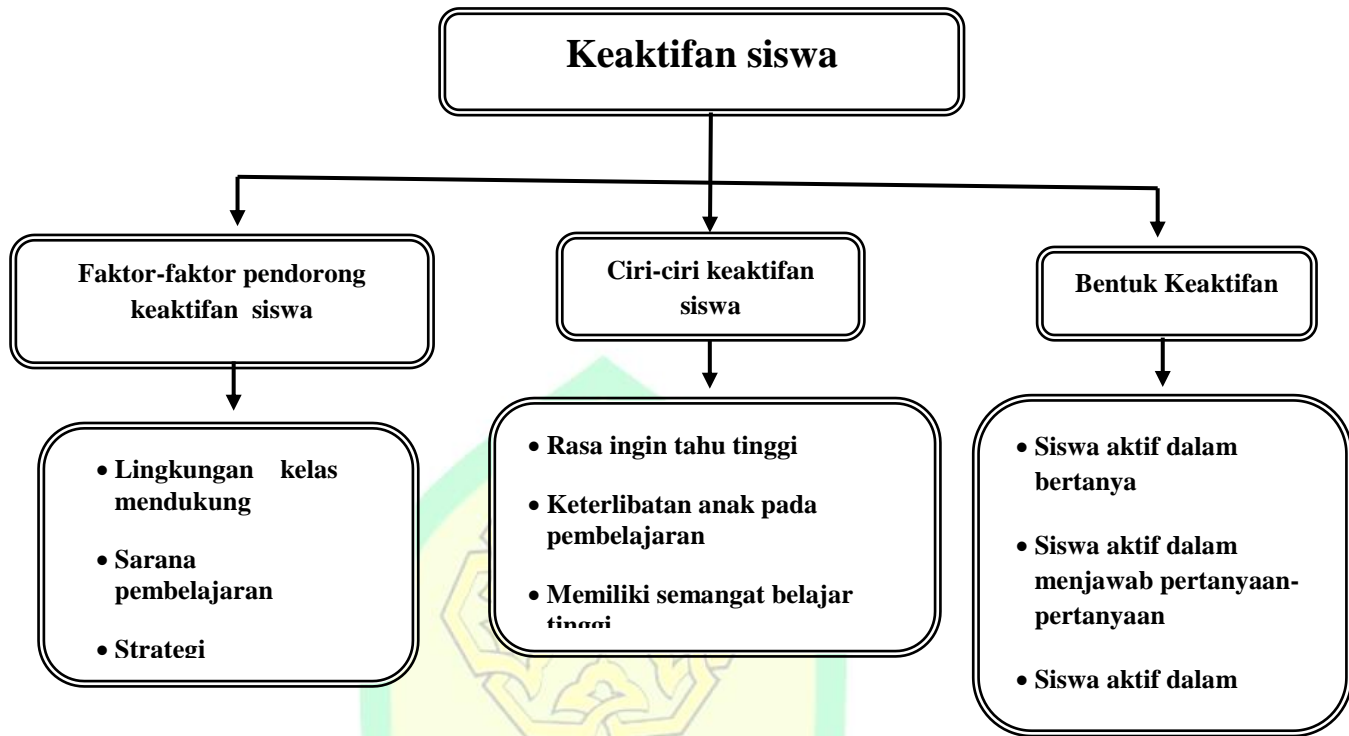 Keaktifan siswa
Faktor-faktor pendorong
keaktifan siswa
Ciri-ciri keaktifan
siswa
Bentuk Keaktifan
• Lingkungan kelas
mendukung
• Sarana
pembelajaran
• Strategi
• Rasa ingin tahu tinggi
• Keterlibatan anak pada
pembelajaran
• Memiliki semangat belajar
tinggi
• Siswa aktif dalam
bertanya
• Siswa aktif dalam
menjawab pertanyaan-
pertanyaan
• Siswa aktif dalam